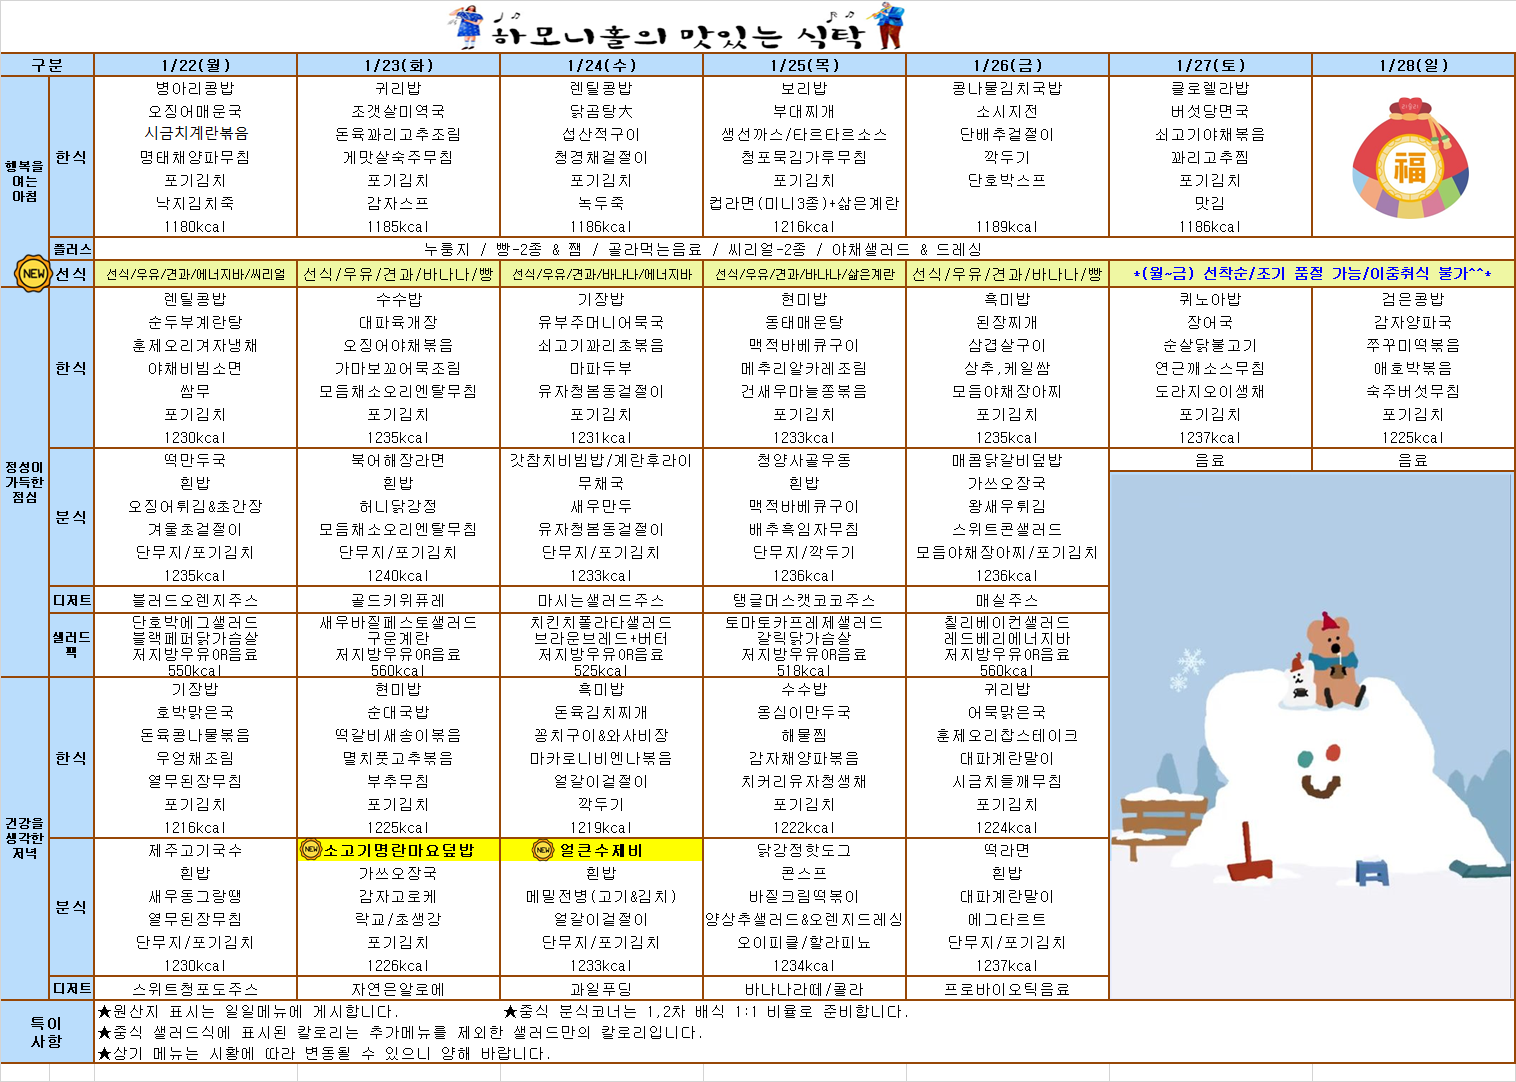 하모니홀의 맛있는 식탁
구분 1/22(월) 1/23(화) 1/24(수) 1/25(목) 1/26(금) 1/27(토) 1/28(일)
행복을 여는 아침
한식
병아리콩밥 귀리밥 렌틸콩밥 보리밥 콩나물김치국밥 클로렐라밥
오징어매운국 조갯살미역국 닭곰탕大 부대찌개 소시지전 버섯당면국
시금치계란볶음 돈육꽈리고추조림 섭산적구이 생선까스/타르타르소스 단배추겉절이 쇠고기야채볶음
명태채양파무침 게맛살숙주무침 청경채겉절이 청포묵김가루무침 깍두기 꽈리고추찜
포기김치 포기김치 포기김치 포기김치 단호박스프 포기김치
낙지김치죽 감자스프 녹두죽 컵라면(미니3종)+삶은계란 맛김
1180kcal 1185kcal 1186kcal 1216kcal 1189kcal 1186kcal
福
플러스 누룽지 / 빵-2종 & 잼 / 골라먹는음료 / 씨리얼-2종 / 야채샐러드 & 드레싱
NEW 선식 선식/우유/견과/에너지바/씨리얼 선식/우유/견과/바나나/빵 선식/우유/견과/바나나/에너지바 선식/우유/견과/바나나/삶은계란 선식/우유/견과/바나나/빵 *(월~금) 선착순/조기 품절 가능/이중취식 불가^^*
정성이 가득한 점심
한식
렌틸콩밥 수수밥 기장밥 현미밥 흑미밥 퀴노아밥 검은콩밥
순두부계란탕 대파육개장 유부주머니어묵국 동태매운탕 된장찌개 장어국 감자양파국
훈제오리겨자냉채 오징어야채볶음 쇠고기꽈리초볶음 맥적바베큐구이 삼겹살구이 순살닭불고기 쭈꾸미떡볶음
야채비빔소면 가마보꼬어묵조림 마파두부 메추리알카레조림 상추,케일쌈 연근깨소스무침 애호박볶음
쌈무 모듬채소오리엔탈무침 유자청봄동겉절이 건새우마늘쫑볶음 모듬야채장아찌 도라지오이생채 숙주버섯무침
포기김치 포기김치 포기김치 포기김치 포기김치 포기김치 포기김치
1230kcal 1235kcal 1231kcal 1233kcal 1235kcal 1237kcal 1225kcal
분식
떡만두국 북어해장라면 갓참치비빔밥/계란후라이 청양사골우동 매콤닭갈비덮밥 음료 음료
흰밥 흰밥 무채국 흰밥 가쓰오장국
오징어튀김&초간장 허니닭강정 새우만두 맥적바베큐구이 왕새우튀김
겨울초겉절이 모듬채소오리엔탈무침 유자청봄동겉절이 배추흑임자무침 스위트콘샐러드
단무지/포기김치 단무지/포기김치 단무지/포기김치 단무지/깍두기 모듬야채장아찌/포기김치
1235kcal 1240kcal 1233kcal 1236kcal 1236kcal
디저트 블러드오렌지주스 골드키위퓨레 마시는샐러드주스 탱글머스캣코코주스 매실주스
샐러드 팩
단호박에그샐러드 새우바질페스토샐러드 치킨치폴라타샐러드 토마토카프레제샐러드 칠리베이컨샐러드
블랙페퍼닭가슴살 구운계란 브라운브레드+버터 갈릭닭가슴살 레드베리에너지바
저지방우유OR음료 저지방우유OR음료 저지방우유OR음료 저지방우유OR음료 저지방우유OR음료
550kcal 560kcal 525kcal 518kcal 560kcal
건강을 생각한 저녁
한식
기장밥 현미밥 흑미밥 수수밥 귀리밥
호박맑은국 순대국밥 돈육김치찌개 옹심이만두국 어묵맑은국
돈육콩나물볶음 떡갈비새송이볶음 꽁치구이&와사비장 해물찜 훈제오리찹스테이크
우엉채조림 멸치풋고추볶음 마카로니비엔나볶음 감자채양파볶음 대파계란말이
열무된장무침 부추무침 얼갈이겉절이 치커리유자청생채 시금치들깨무침
포기김치 포기김치 깍두기 포기김치 포기김치
1216kcal 1225kcal 1219kcal 1222kcal 1224kcal
분식
제주고기국수 NEW 소고기명란마요덮밥 NEW 얼큰수제비 닭강정핫도그 떡라면
흰밥 가쓰오장국 흰밥 콘스프 흰밥
새우동그랑땡 감자고로케 메밀전병(고기&김치) 바질크림떡볶이 대파계란말이
열무된장무침 락교/초생강 얼갈이겉절이 양상추샐러드&오렌지드레싱 에그타르트
단무지/포기김치 포기김치 단무지/포기김치 오이피클/할라피뇨 단무지/포기김치
1230kcal 1226kcal 1233kcal 1234kcal 1237kcal
디저트 스위트청포도주스 자연은알로에 과일푸딩 바나나라떼/콜라 프로바이오틱음료
특이 사항
★원산지 표시는 일일메뉴에 게시합니다. ★중식 분식코너는 1,2차 배식 1:1 비율로 준비합니다.
★중식 샐러드식에 표시된 칼로리는 추가메뉴를 제외한 샐러드만의 칼로리입니다.
★상기 메뉴는 시황에 따라 변동될 수 있으니 양해 바랍니다.